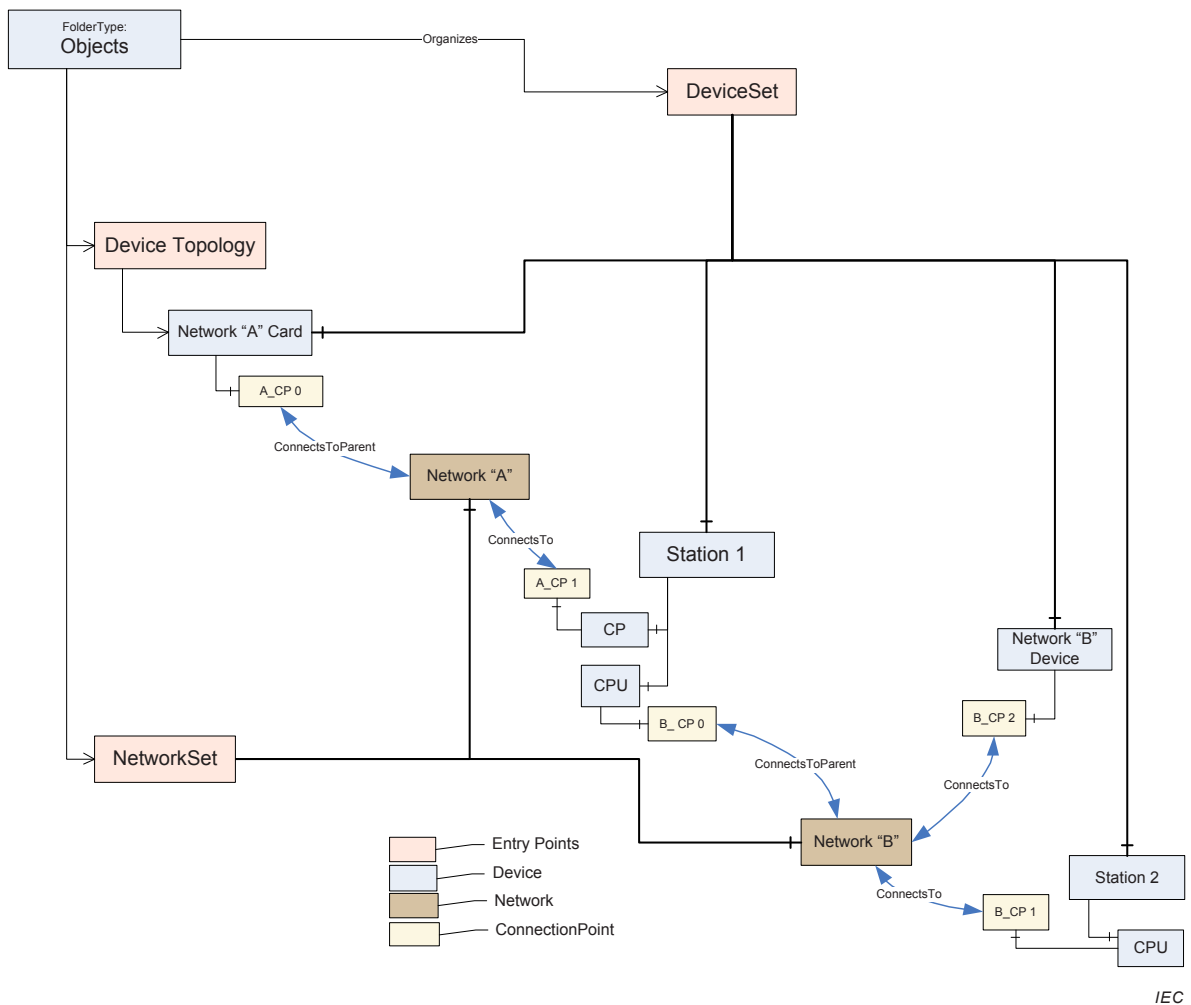 FolderType:
Objects
Organizes
DeviceSet
Device Topology
Network “A” Card
A_CP 0
ConnectsToParent
Network “A”
ConnectsTo
Station 1
A_CP 1
CP
Network “B”
Device
CPU
B_ CP 0
B_CP 2
NetworkSet
ConnectsToParent
ConnectsTo
Network “B”
Entry Points
Device
Network
ConnectionPoint
ConnectsTo
Station 2
B_CP 1
CPU
IEC